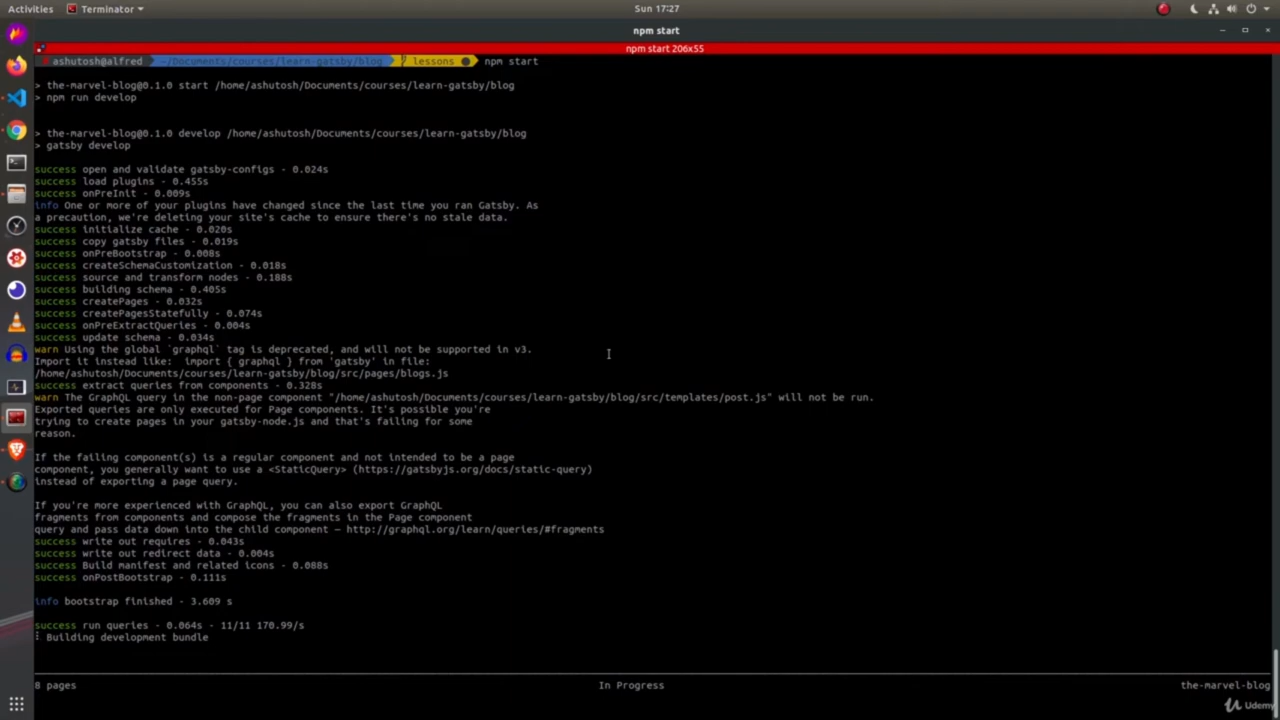 Activities Terminator Sun 17:27
npm start
npm start 206x55
ashutosh@alfred ~/Documents/courses/learn-gatsby/blog lessons ● npm start
> the-marvel-blog@0.1.0 start /home/ashutosh/Documents/courses/learn-gatsby/blog
> npm run develop
> the-marvel-blog@0.1.0 develop /home/ashutosh/Documents/courses/learn-gatsby/blog
> gatsby develop
success open and validate gatsby-configs - 0.024s
success load plugins - 0.455s
success onPreInit - 0.009s
info One or more of your plugins have changed since the last time you ran Gatsby. As
a precaution, we're deleting your site's cache to ensure there's no stale data.
success initialize cache - 0.020s
success copy gatsby files - 0.019s
success onPreBootstrap - 0.008s
success createSchemaCustomization - 0.018s
success source and transform nodes - 0.188s
success building schema - 0.405s
success createPages - 0.032s
success createPagesStatefully - 0.074s
success onPreExtractQueries - 0.004s
success update schema - 0.034s
warn Using the global `graphql` tag is deprecated, and will not be supported in v3.
Import it instead like:  import { graphql } from 'gatsby' in file:
/home/ashutosh/Documents/courses/learn-gatsby/blog/src/pages/blogs.js
success extract queries from components - 0.328s
warn The GraphQL query in the non-page component "/home/ashutosh/Documents/courses/learn-gatsby/blog/src/templates/post.js" will not be run.
Exported queries are only executed for Page components. It's possible you're
trying to create pages in your gatsby-node.js and that's failing for some
reason.
If the failing component(s) is a regular component and not intended to be a page
component, you generally want to use a <StaticQuery> (https://gatsbyjs.org/docs/static-query)
instead of exporting a page query.
If you're more experienced with GraphQL, you can also export GraphQL
fragments from components and compose the fragments in the Page component
query and pass data down into the child component — http://graphql.org/learn/queries/#fragments
success write out requires - 0.043s
success write out redirect data - 0.004s
success Build manifest and related icons - 0.088s
success onPostBootstrap - 0.111s
info bootstrap finished - 3.609 s
success run queries - 0.064s - 11/11 170.99/s
Building development bundle
8 pages In Progress the-marvel-blog
Udemy